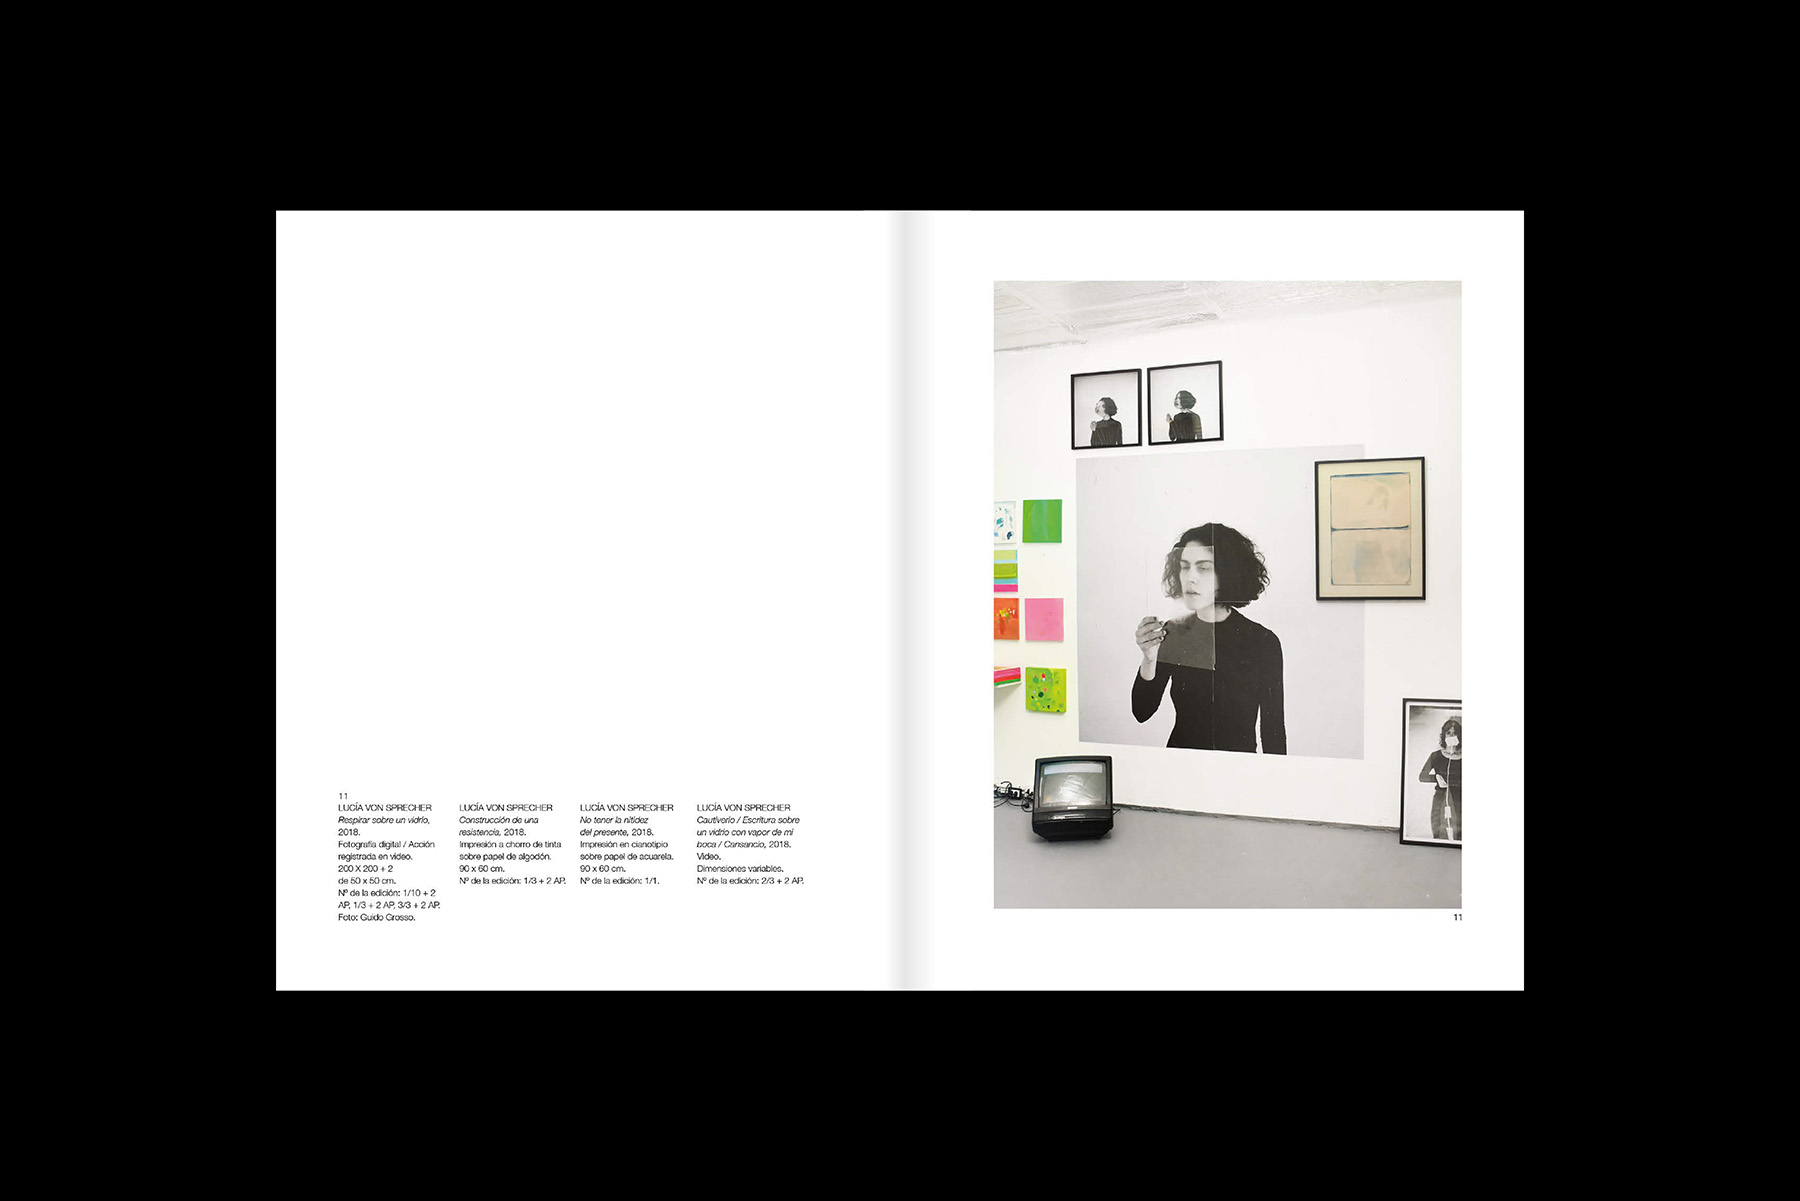 11
LUCÍA VON SPRECHER
Respirar sobre un vidrio,
2018.
Fotografía digital / Acción
registrada en video.
200 X 200 + 2
de 50 x 50 cm.
Nº de la edición: 1/10 + 2
AP, 1/3 + 2 AP, 3/3 + 2 AP.
Foto: Guido Grosso.
LUCÍA VON SPRECHER
Construcción de una
resistencia, 2018.
Impresión a chorro de tinta
sobre papel de algodón.
90 x 60 cm.
Nº de la edición: 1/3 + 2 AP.
LUCÍA VON SPRECHER
No tener la nitidez
del presente, 2018.
Impresión en cianotipio
sobre papel de acuarela.
90 x 60 cm.
Nº de la edición: 1/1.
LUCÍA VON SPRECHER
Cautiverio / Escritura sobre
un vidrio con vapor de mi
boca / Cansancio, 2018.
Video.
Dimensiones variables.
Nº de la edición: 2/3 + 2 AP.
11